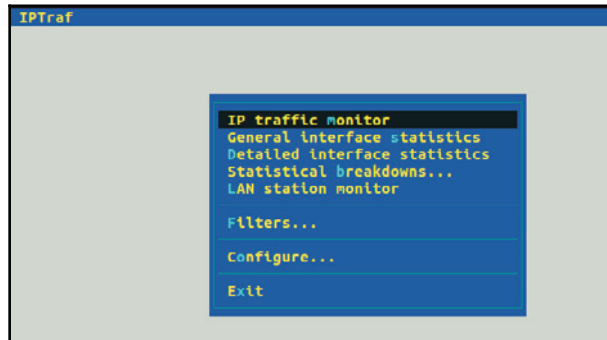 IPTraf
IP traffic monitor
General interface statistics
Detailed interface statistics
Statistical breakdowns...
LAN station monitor
Filters...
Configure...
Exit